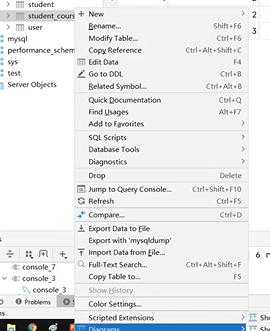 student
student_cours
user
mysql
performance_schem
sys
test
Server Objects
New
Rename... Shift+F6
Modify Table... Ctrl+F6
Copy Reference Ctrl+Alt+Shift+C
Edit Data F4
Go to DDL Ctrl+B
Related Symbol... Ctrl+Alt+B
Quick Documentation Ctrl+Q
Find Usages Alt+F7
Add to Favorites
SQL Scripts
Database Tools
Diagnostics
Drop Delete
Jump to Query Console... Ctrl+Shift+F10
Refresh Ctrl+F5
Compare... Ctrl+D
Export Data to File
Export with 'mysqldump'
Import Data from File...
Full-Text Search... Ctrl+Alt+Shift+F
Copy Table to... F5
Show History
Color Settings...
Scripted Extensions
Diagrams
2
3
6 r
console_7
console_3
console_3
Problems
Sho